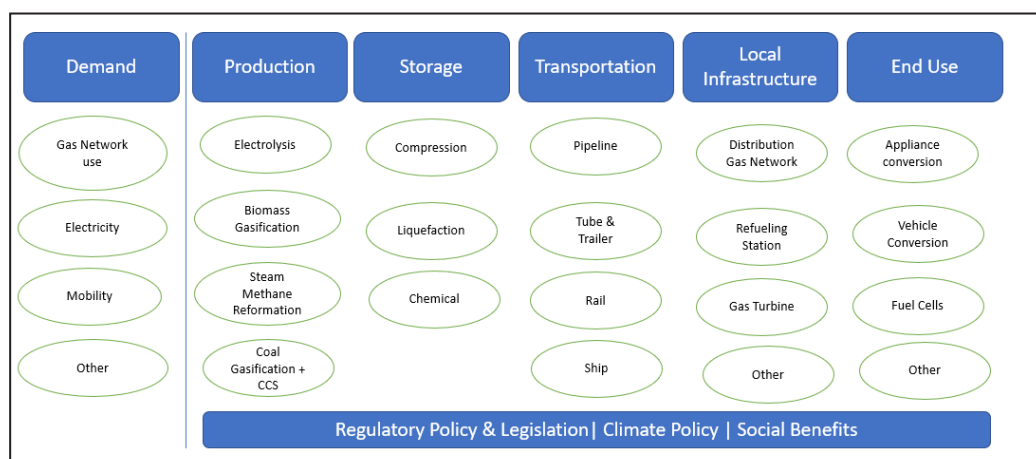 Demand
Production
Storage
Transportation
Local
Infrastructure
End Use
Gas Network
use
Electrolysis
Compression
Pipeline
Distribution
Gas Network
Appliance
conversion
Electricity
Biomass
Gasification
Liquefaction
Tube &
Trailer
Refueling
Station
Vehicle
Conversion
Mobility
Steam
Methane
Reformation
Chemical
Rail
Gas Turbine
Fuel Cells
Other
Coal
Gasification +
CCS
Ship
Other
Other
Regulatory Policy & Legislation| Climate Policy | Social Benefits